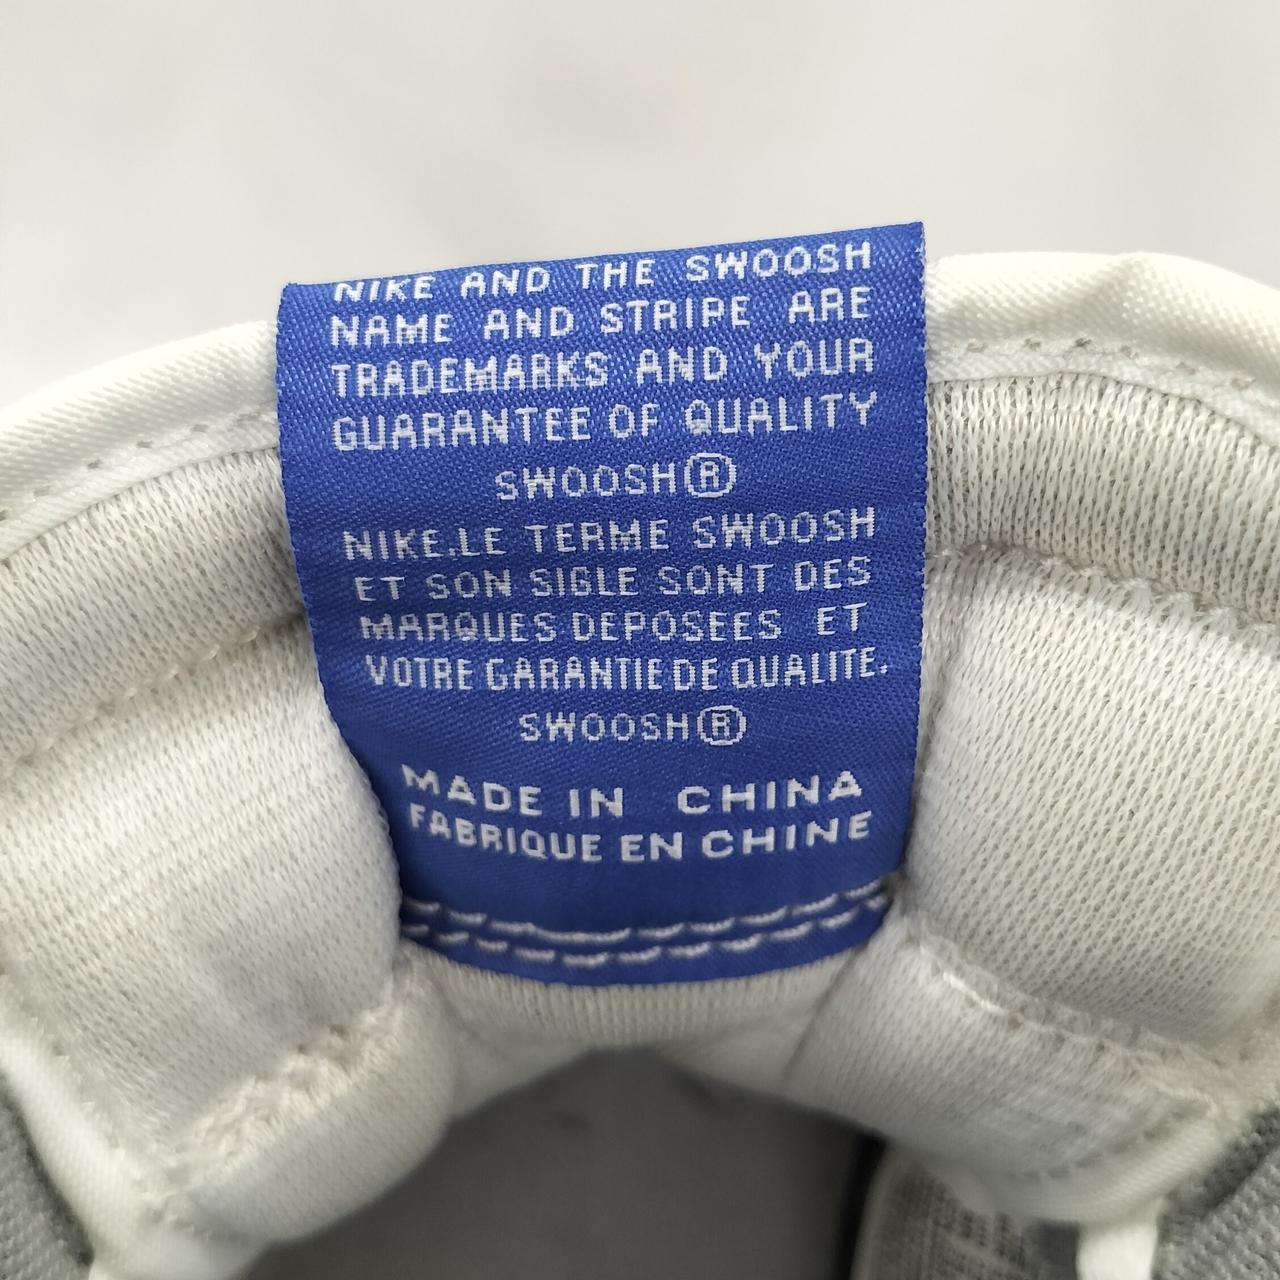 NIKE AND THE SWOOSH
NAME AND STRIPE ARE
TRADEMARKS AND YOUR
GUARANTEE OF QUALITY
SWOOSH®
NIKE.LE TERME SWOOSH
ET SON SIGLE SONT DES
MARQUES DEPOSEES ET
VOTRE GARANTIE DE QUALITE.
SWOOSH®
MADE IN CHINA
FABRIQUE EN CHINE